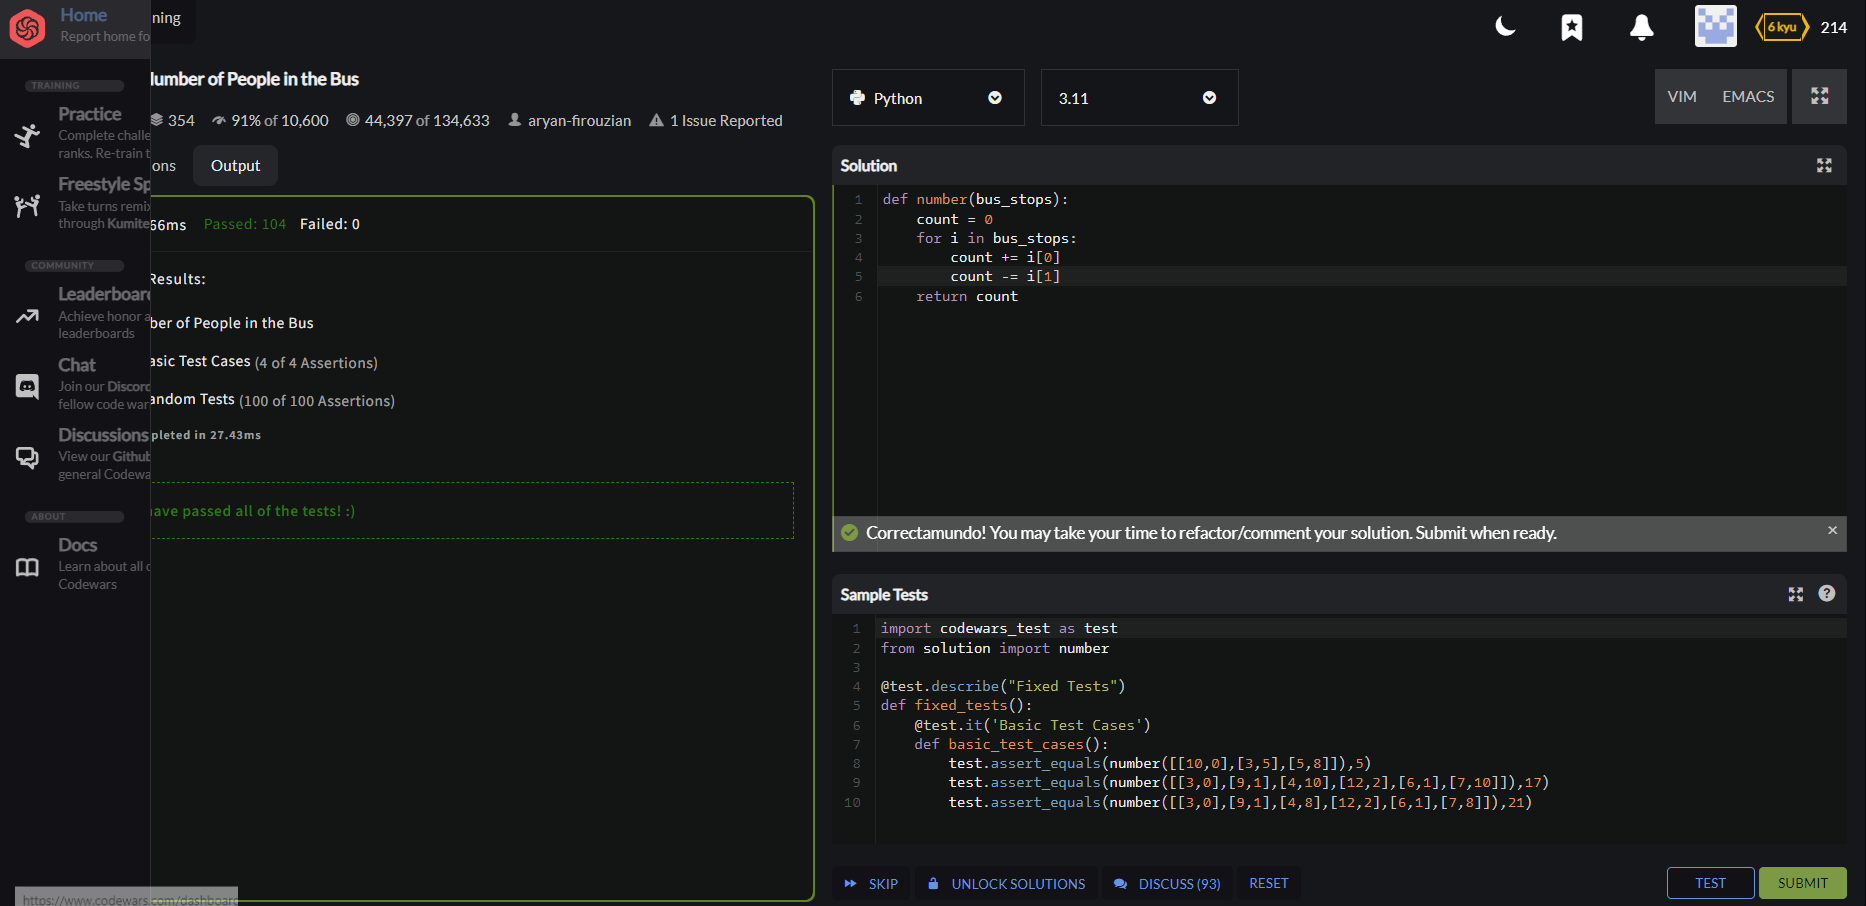 Home
Report home fo
TRAINING
Practice
Complete challe
ranks. Re-train t
Freestyle Sp
Take turns remix
through Kumite
COMMUNITY
Leaderboard
Achieve honor a
leaderboards
Chat
Join our Discord
fellow code war
Discussions
View our Github
general Codewa
ABOUT
Docs
Learn about all o
Codewars
https://www.codewars.com/dashboard
ning
Number of People in the Bus
354 91% of 10,600 44,397 of 134,633 aryan-firouzian 1 Issue Reported
ons Output
66ms Passed: 104 Failed: 0
Results:
ber of People in the Bus
asic Test Cases (4 of 4 Assertions)
andom Tests (100 of 100 Assertions)
pleted in 27.43ms
have passed all of the tests! :)
6 kyu 214
Python 3.11 VIM EMACS
Solution
1 def number(bus_stops):
2 count = 0
3 for i in bus_stops:
4 count += i[0]
5 count -= i[1]
6 return count
Correctamundo! You may take your time to refactor/comment your solution. Submit when ready. ×
Sample Tests ?
1 import codewars_test as test
2 from solution import number
3
4 @test.describe("Fixed Tests")
5 def fixed_tests():
6 @test.it('Basic Test Cases')
7 def basic_test_cases():
8 test.assert_equals(number([[10,0],[3,5],[5,8]]),5)
9 test.assert_equals(number([[3,0],[9,1],[4,10],[12,2],[6,1],[7,10]]),17)
10 test.assert_equals(number([[3,0],[9,1],[4,8],[12,2],[6,1],[7,8]]),21)
SKIP UNLOCK SOLUTIONS DISCUSS (93) RESET TEST SUBMIT